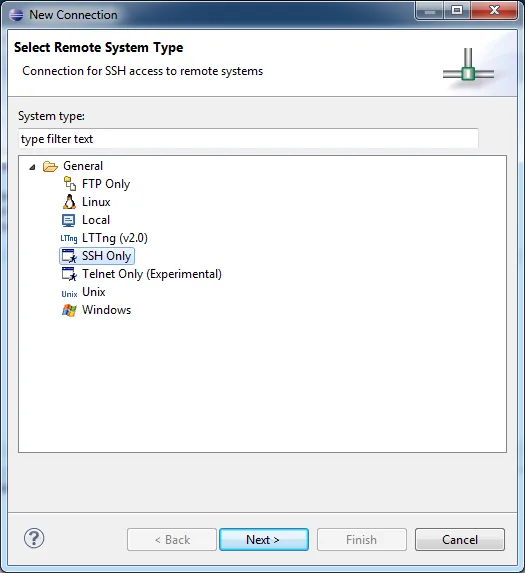 New Connection
Select Remote System Type
Connection for SSH access to remote systems
System type:
type filter text
General
FTP Only
Linux
Local
LTTng LTTng (v2.0)
SSH Only
Telnet Only (Experimental)
Unix Unix
Windows
?
< Back Next > Finish Cancel